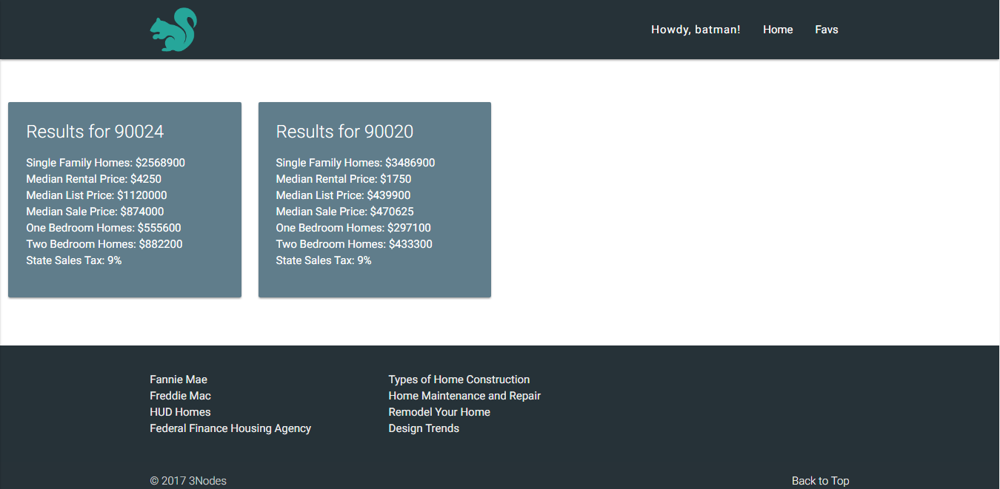 Howdy, batman!
Home
Favs
Results for 90024
Single Family Homes: $2568900
Median Rental Price: $4250
Median List Price: $1120000
Median Sale Price: $874000
One Bedroom Homes: $555600
Two Bedroom Homes: $882200
State Sales Tax: 9%
Results for 90020
Single Family Homes: $3486900
Median Rental Price: $1750
Median List Price: $439900
Median Sale Price: $470625
One Bedroom Homes: $297100
Two Bedroom Homes: $433300
State Sales Tax: 9%
Fannie Mae
Freddie Mac
HUD Homes
Federal Finance Housing Agency
Types of Home Construction
Home Maintenance and Repair
Remodel Your Home
Design Trends
© 2017 3Nodes
Back to Top